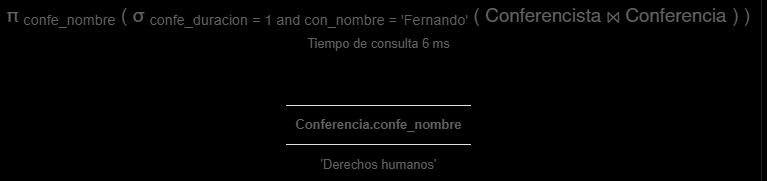 π confe_nombre ( σ confe_duracion = 1 and con_nombre = 'Fernando' ( Conferencista ⋈ Conferencia ) )
Tiempo de consulta 6 ms
Conferencia.confe_nombre
'Derechos humanos'